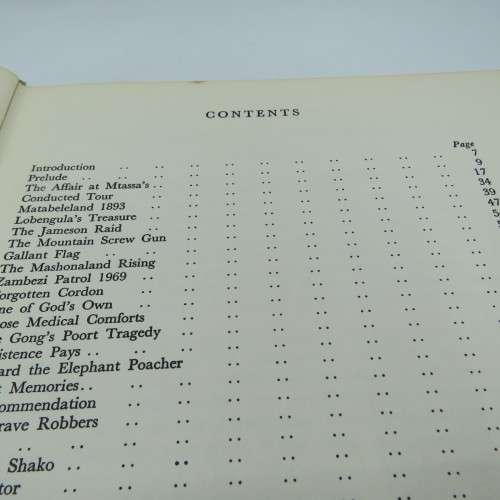 CONTENTS
Page
Introduction .. .. .. .. .. .. .. .. .. 7
Prelude .. .. .. .. .. .. .. .. .. .. 9
The Affair at Mtassa's .. .. .. .. .. .. .. .. 17
Conducted Tour .. .. .. .. .. .. .. .. 34
Matabeleland 1893 .. .. .. .. .. .. .. .. 39
Lobengula's Treasure .. .. .. .. .. .. .. .. 47
The Jameson Raid .. .. .. .. .. .. .. ..
The Mountain Screw Gun .. .. .. .. .. .. ..
Gallant Flag .. .. .. .. .. .. .. .. ..
The Mashonaland Rising .. .. .. .. .. .. ..
Zambezi Patrol 1969 .. .. .. .. .. .. ..
orgotten Cordon .. .. .. .. .. .. .. ..
ne of God's Own .. .. .. .. .. .. .. ..
ose Medical Comforts .. .. .. .. .. .. ..
Gong's Poort Tragedy .. .. .. .. .. .. ..
istence Pays .. .. .. .. .. .. .. ..
ard the Elephant Poacher .. .. .. .. .. ..
Memories .. .. .. .. .. .. .. ..
ommendation .. .. .. .. .. .. ..
rave Robbers .. .. .. .. .. .. ..
.. .. .. .. .. .. .. ..
Shako .. .. .. .. .. .. .. ..
tor .. .. .. .. .. .. ..